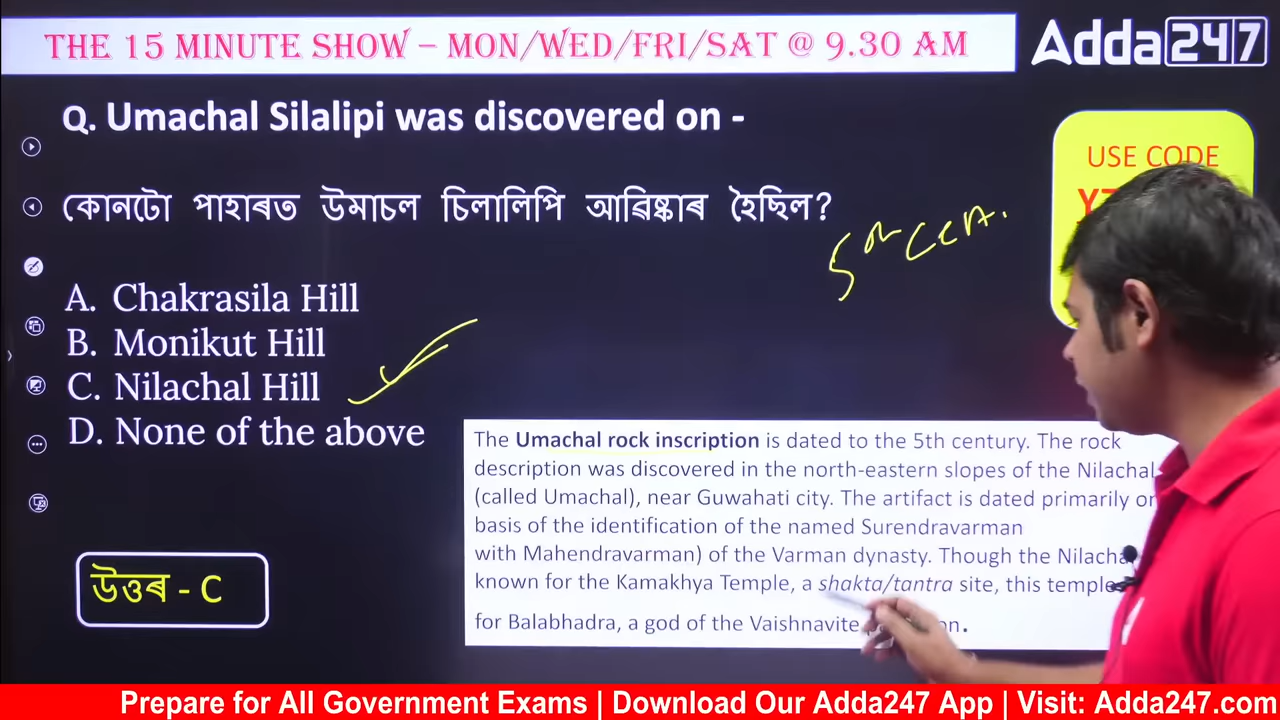 THE 15 MINUTE SHOW – MON/WED/FRI/SAT @ 9.30 AM
Adda247
Q. Umachal Silalipi was discovered on -
USE CODE
কোনটো পাহাৰত উমাচল চিলালিপি আৱিষ্কাৰ হৈছিল?
5th cen.
A. Chakrasila Hill
B. Monikut Hill
C. Nilachal Hill
D. None of the above
The Umachal rock inscription is dated to the 5th century. The rock
description was discovered in the north-eastern slopes of the Nilachal
(called Umachal), near Guwahati city. The artifact is dated primarily on
basis of the identification of the named Surendravarman
with Mahendravarman) of the Varman dynasty. Though the
known for the Kamakhya Temple, a shakta/tantra site, this temple
for Balabhadra, a god of the Vaishnavite
উত্তৰ - C
Prepare for All Government Exams | Download Our Adda247 App | Visit: Adda247.com